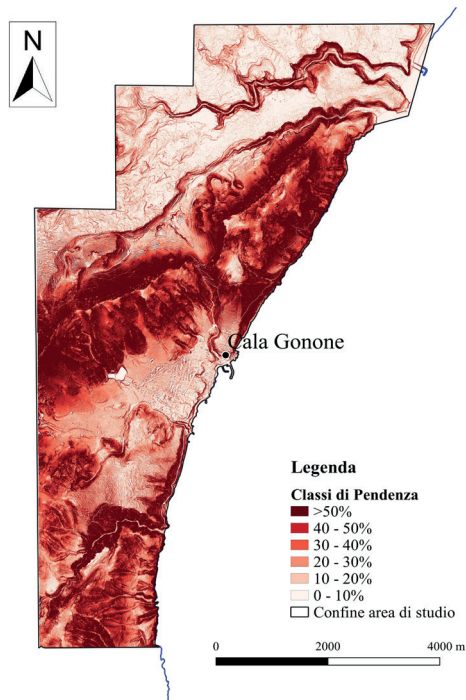 N
Cala Gonone
Legenda
Classi di Pendenza
>50%
40 - 50%
30 - 40%
20 - 30%
10 - 20%
0 - 10%
Confine area di studio
0 2000 4000 m